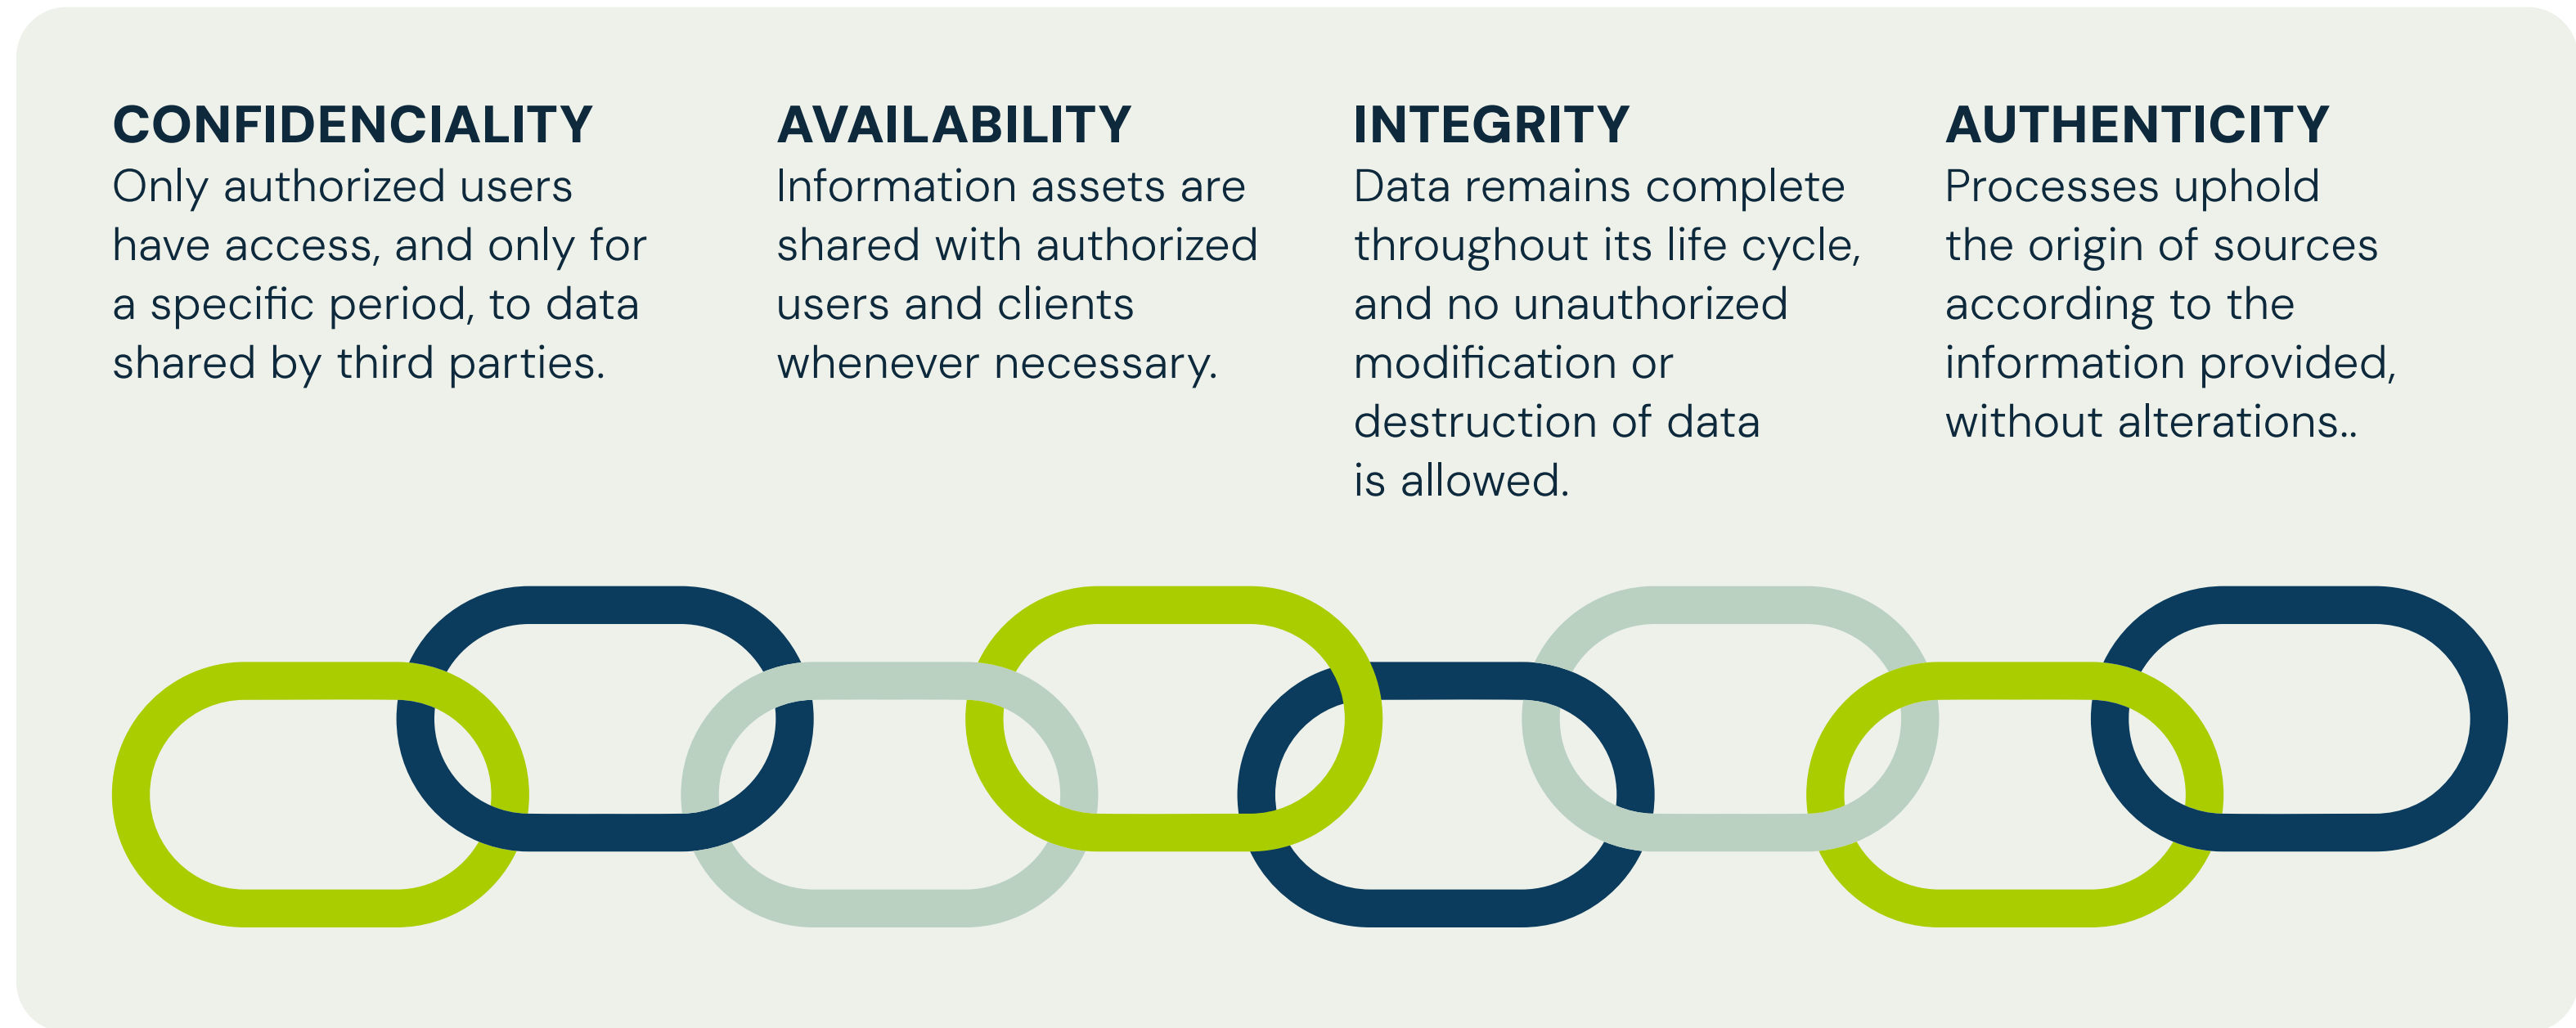 CONFIDENCIALITY
Only authorized users
have access, and only for
a specific period, to data
shared by third parties.
AVAILABILITY
Information assets are
shared with authorized
users and clients
whenever necessary.
INTEGRITY
Data remains complete
throughout its life cycle,
and no unauthorized
modification or
destruction of data
is allowed.
AUTHENTICITY
Processes uphold
the origin of sources
according to the
information provided,
without alterations..